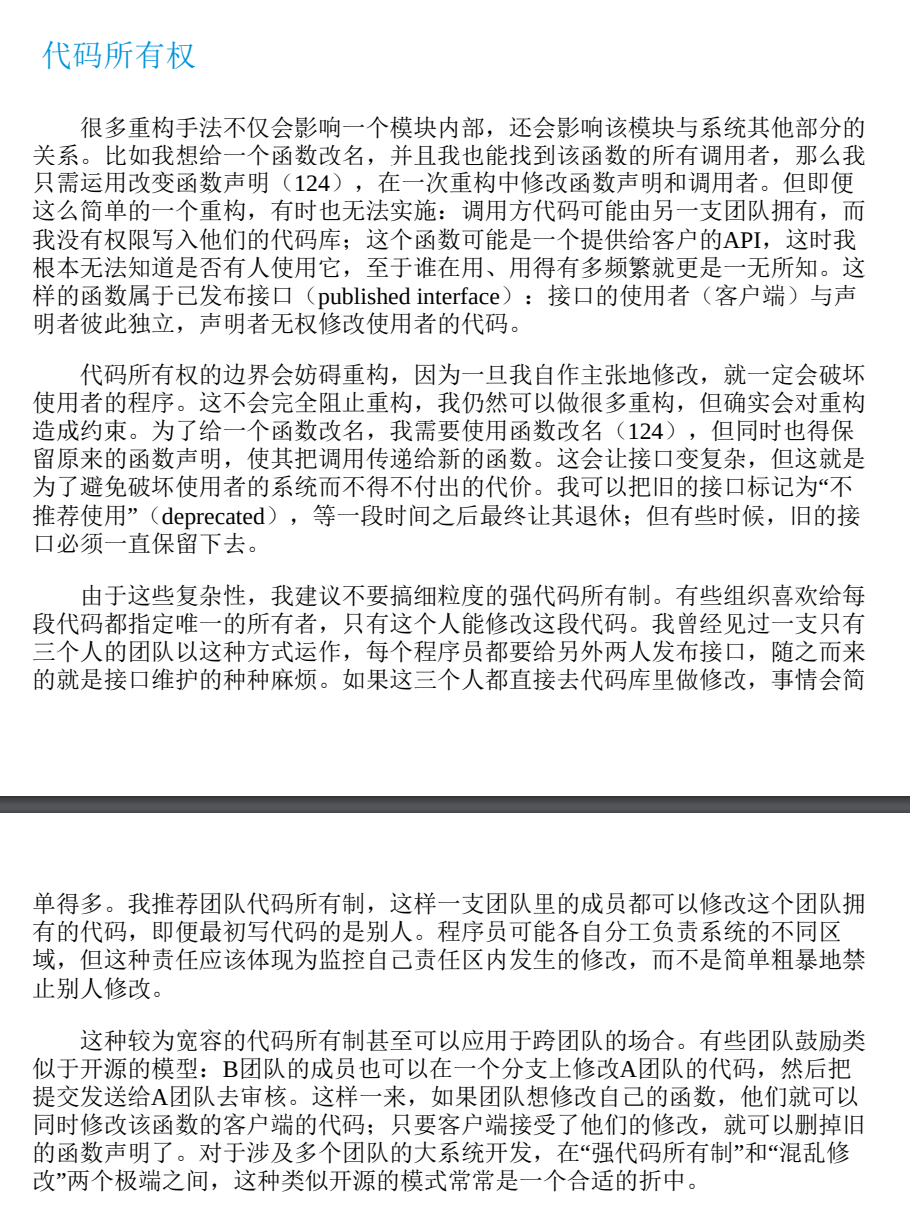 代码所有权
很多重构手法不仅会影响一个模块内部，还会影响该模块与系统其他部分的
关系。比如我想给一个函数改名，并且我也能找到该函数的所有调用者，那么我
只需运用改变函数声明（124），在一次重构中修改函数声明和调用者。但即便
这么简单的一个重构，有时也无法实施：调用方代码可能由另一支团队拥有，而
我没有权限写入他们的代码库；这个函数可能是一个提供给客户的API，这时我
根本无法知道是否有人使用它，至于谁在用、用得有多频繁就更是一无所知。这
样的函数属于已发布接口（published interface）：接口的使用者（客户端）与声
明者彼此独立，声明者无权修改使用者的代码。
代码所有权的边界会妨碍重构，因为一旦我自作主张地修改，就一定会破坏
使用者的程序。这不会完全阻止重构，我仍然可以做很多重构，但确实会对重构
造成约束。为了给一个函数改名，我需要使用函数改名（124），但同时也得保
留原来的函数声明，使其把调用传递给新的函数。这会让接口变复杂，但这就是
为了避免破坏使用者的系统而不得不付出的代价。我可以把旧的接口标记为“不
推荐使用”（deprecated），等一段时间之后最终让其退休；但有些时候，旧的接
口必须一直保留下去。
由于这些复杂性，我建议不要搞细粒度的强代码所有制。有些组织喜欢给每
段代码都指定唯一的所有者，只有这个人能修改这段代码。我曾经见过一支只有
三个人的团队以这种方式运作，每个程序员都要给另外两人发布接口，随之而来
的就是接口维护的种种麻烦。如果这三个人都直接去代码库里做修改，事情会简
单得多。我推荐团队代码所有制，这样一支团队里的成员都可以修改这个团队拥
有的代码，即便最初写代码的是别人。程序员可能各自分工负责系统的不同区
域，但这种责任应该体现为监控自己责任区内发生的修改，而不是简单粗暴地禁
止别人修改。
这种较为宽容的代码所有制甚至可以应用于跨团队的场合。有些团队鼓励类
似于开源的模型：B团队的成员也可以在一个分支上修改A团队的代码，然后把
提交发送给A团队去审核。这样一来，如果团队想修改自己的函数，他们就可以
同时修改该函数的客户端的代码；只要客户端接受了他们的修改，就可以删掉旧
的函数声明了。对于涉及多个团队的大系统开发，在“强代码所有制”和“混乱修
改”两个极端之间，这种类似开源的模式常常是一个合适的折中。